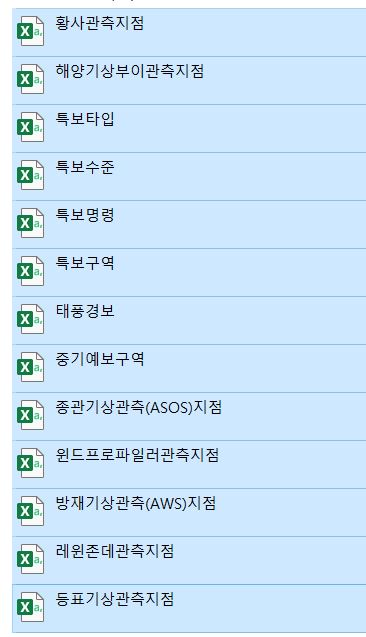 황사관측지점
해양기상부이관측지점
특보타입
특보수준
특보명령
특보구역
태풍경보
중기예보구역
종관기상관측(ASOS)지점
윈드프로파일러관측지점
방재기상관측(AWS)지점
레윈존데관측지점
등표기상관측지점